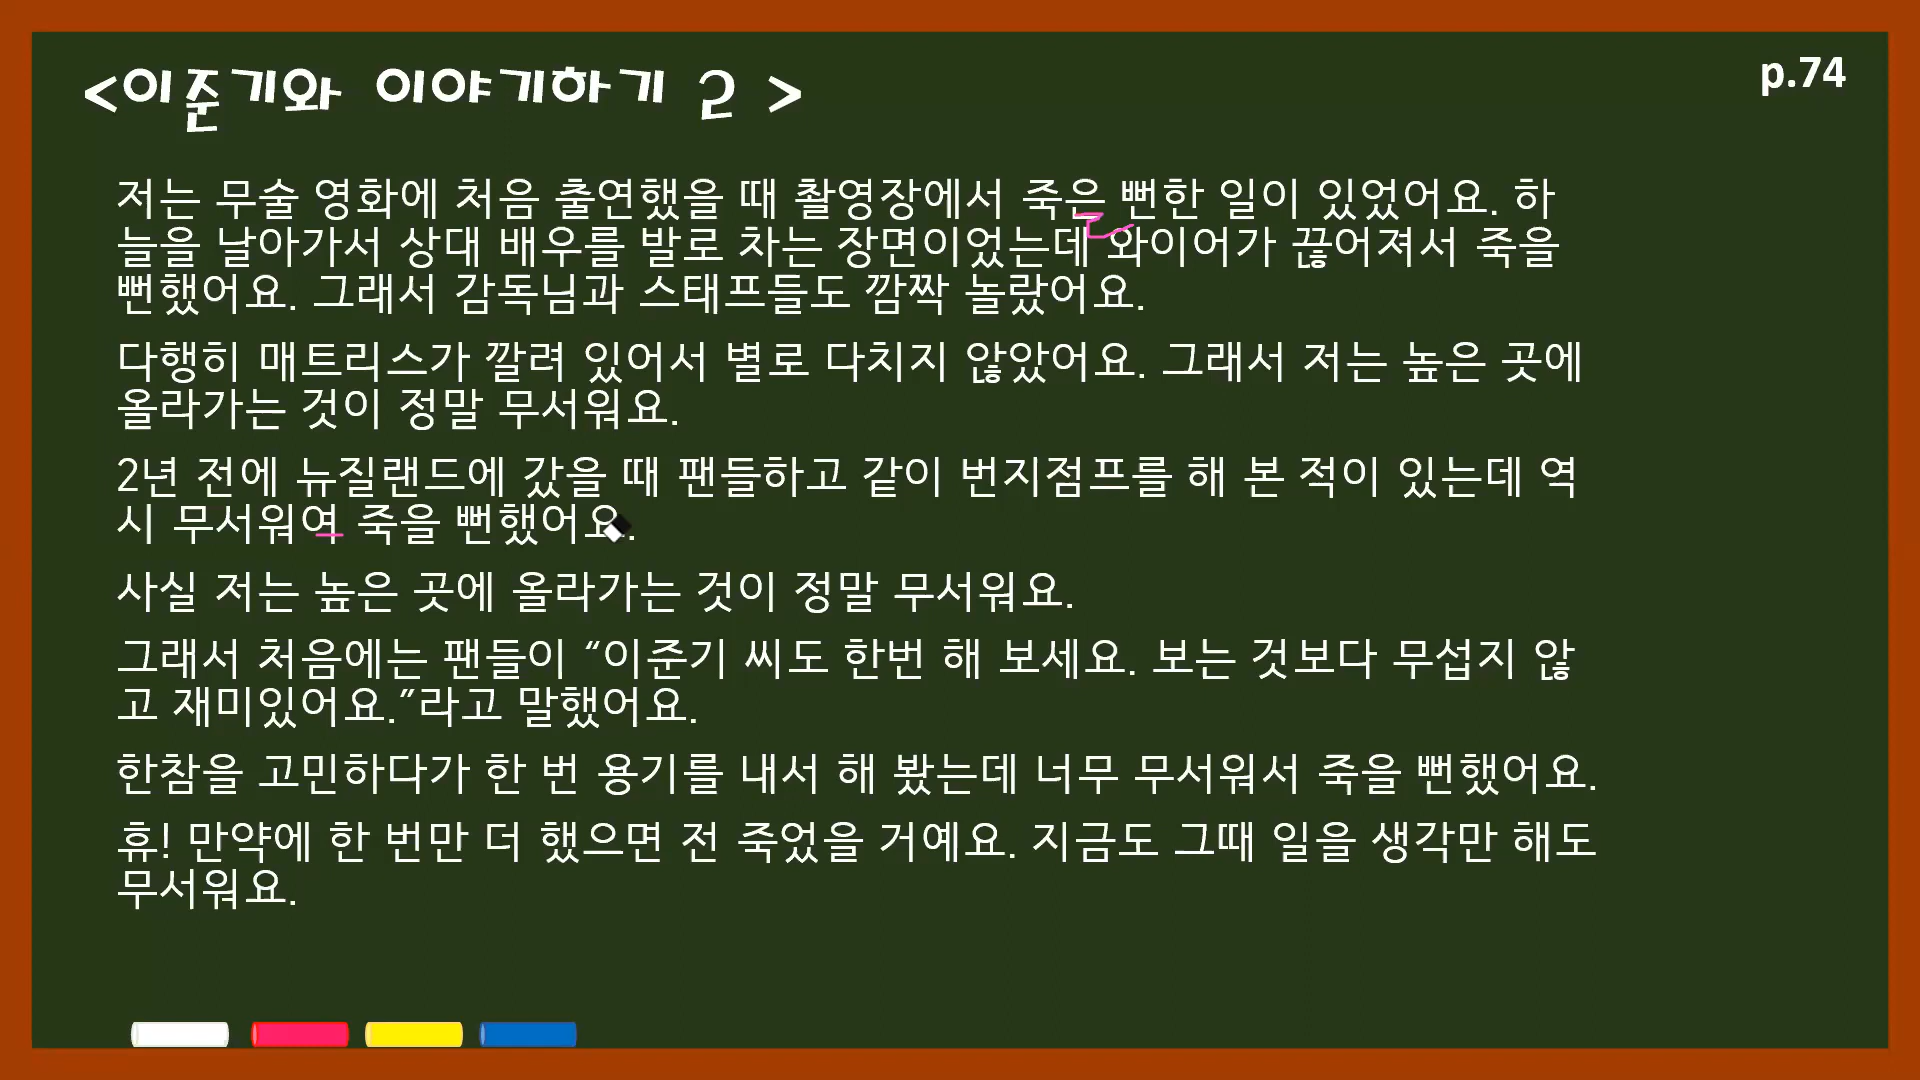 <이준기와 이야기하기 2 >
p.74
저는 무술 영화에 처음 출연했을 때 촬영장에서 죽은 뻔한 일이 있었어요. 하
늘을 날아가서 상대 배우를 발로 차는 장면이었는데 와이어가 끊어져서 죽을
뻔했어요. 그래서 감독님과 스태프들도 깜짝 놀랐어요.
다행히 매트리스가 깔려 있어서 별로 다치지 않았어요. 그래서 저는 높은 곳에
올라가는 것이 정말 무서워요.
2년 전에 뉴질랜드에 갔을 때 팬들하고 같이 번지점프를 해 본 적이 있는데 역
시 무서워여 죽을 뻔했어요.
사실 저는 높은 곳에 올라가는 것이 정말 무서워요.
그래서 처음에는 팬들이 “이준기 씨도 한번 해 보세요. 보는 것보다 무섭지 않
고 재미있어요.”라고 말했어요.
한참을 고민하다가 한 번 용기를 내서 해 봤는데 너무 무서워서 죽을 뻔했어요.
휴! 만약에 한 번만 더 했으면 전 죽었을 거예요. 지금도 그때 일을 생각만 해도
무서워요.